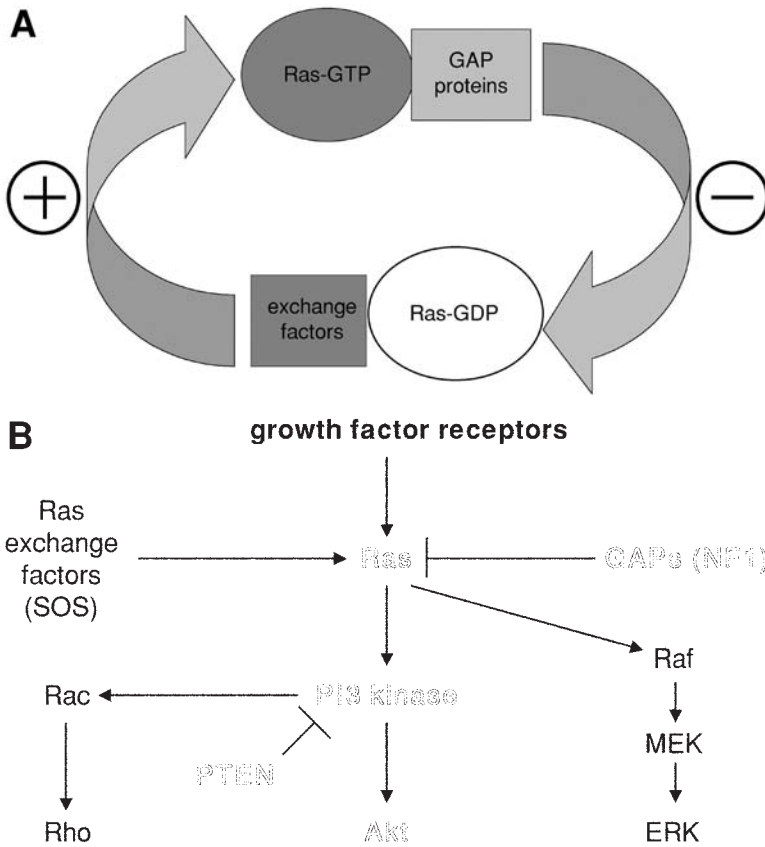 A
Ras-GTP
GAP
proteins
+
−
exchange
factors
Ras-GDP
B
growth factor receptors
Ras
exchange
factors
(SOS)
Ras
GAPs (NF1)
Raf
Rac
PI3 kinase
MEK
PTEN
Rho
Akt
ERK